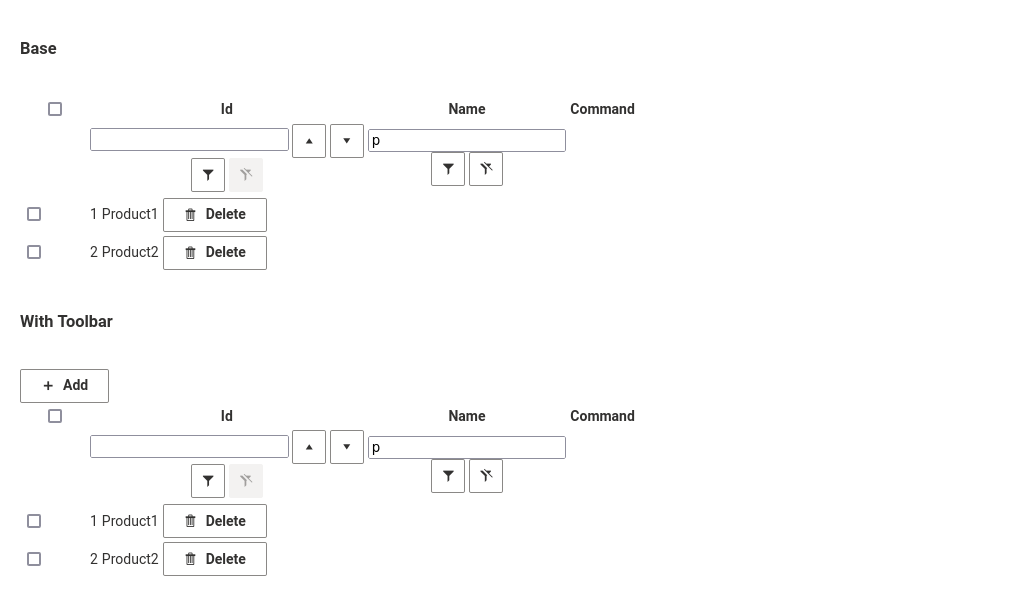 Base
Id Name Command
p
1 Product1 Delete
2 Product2 Delete
With Toolbar
Add
Id Name Command
p
1 Product1 Delete
2 Product2 Delete